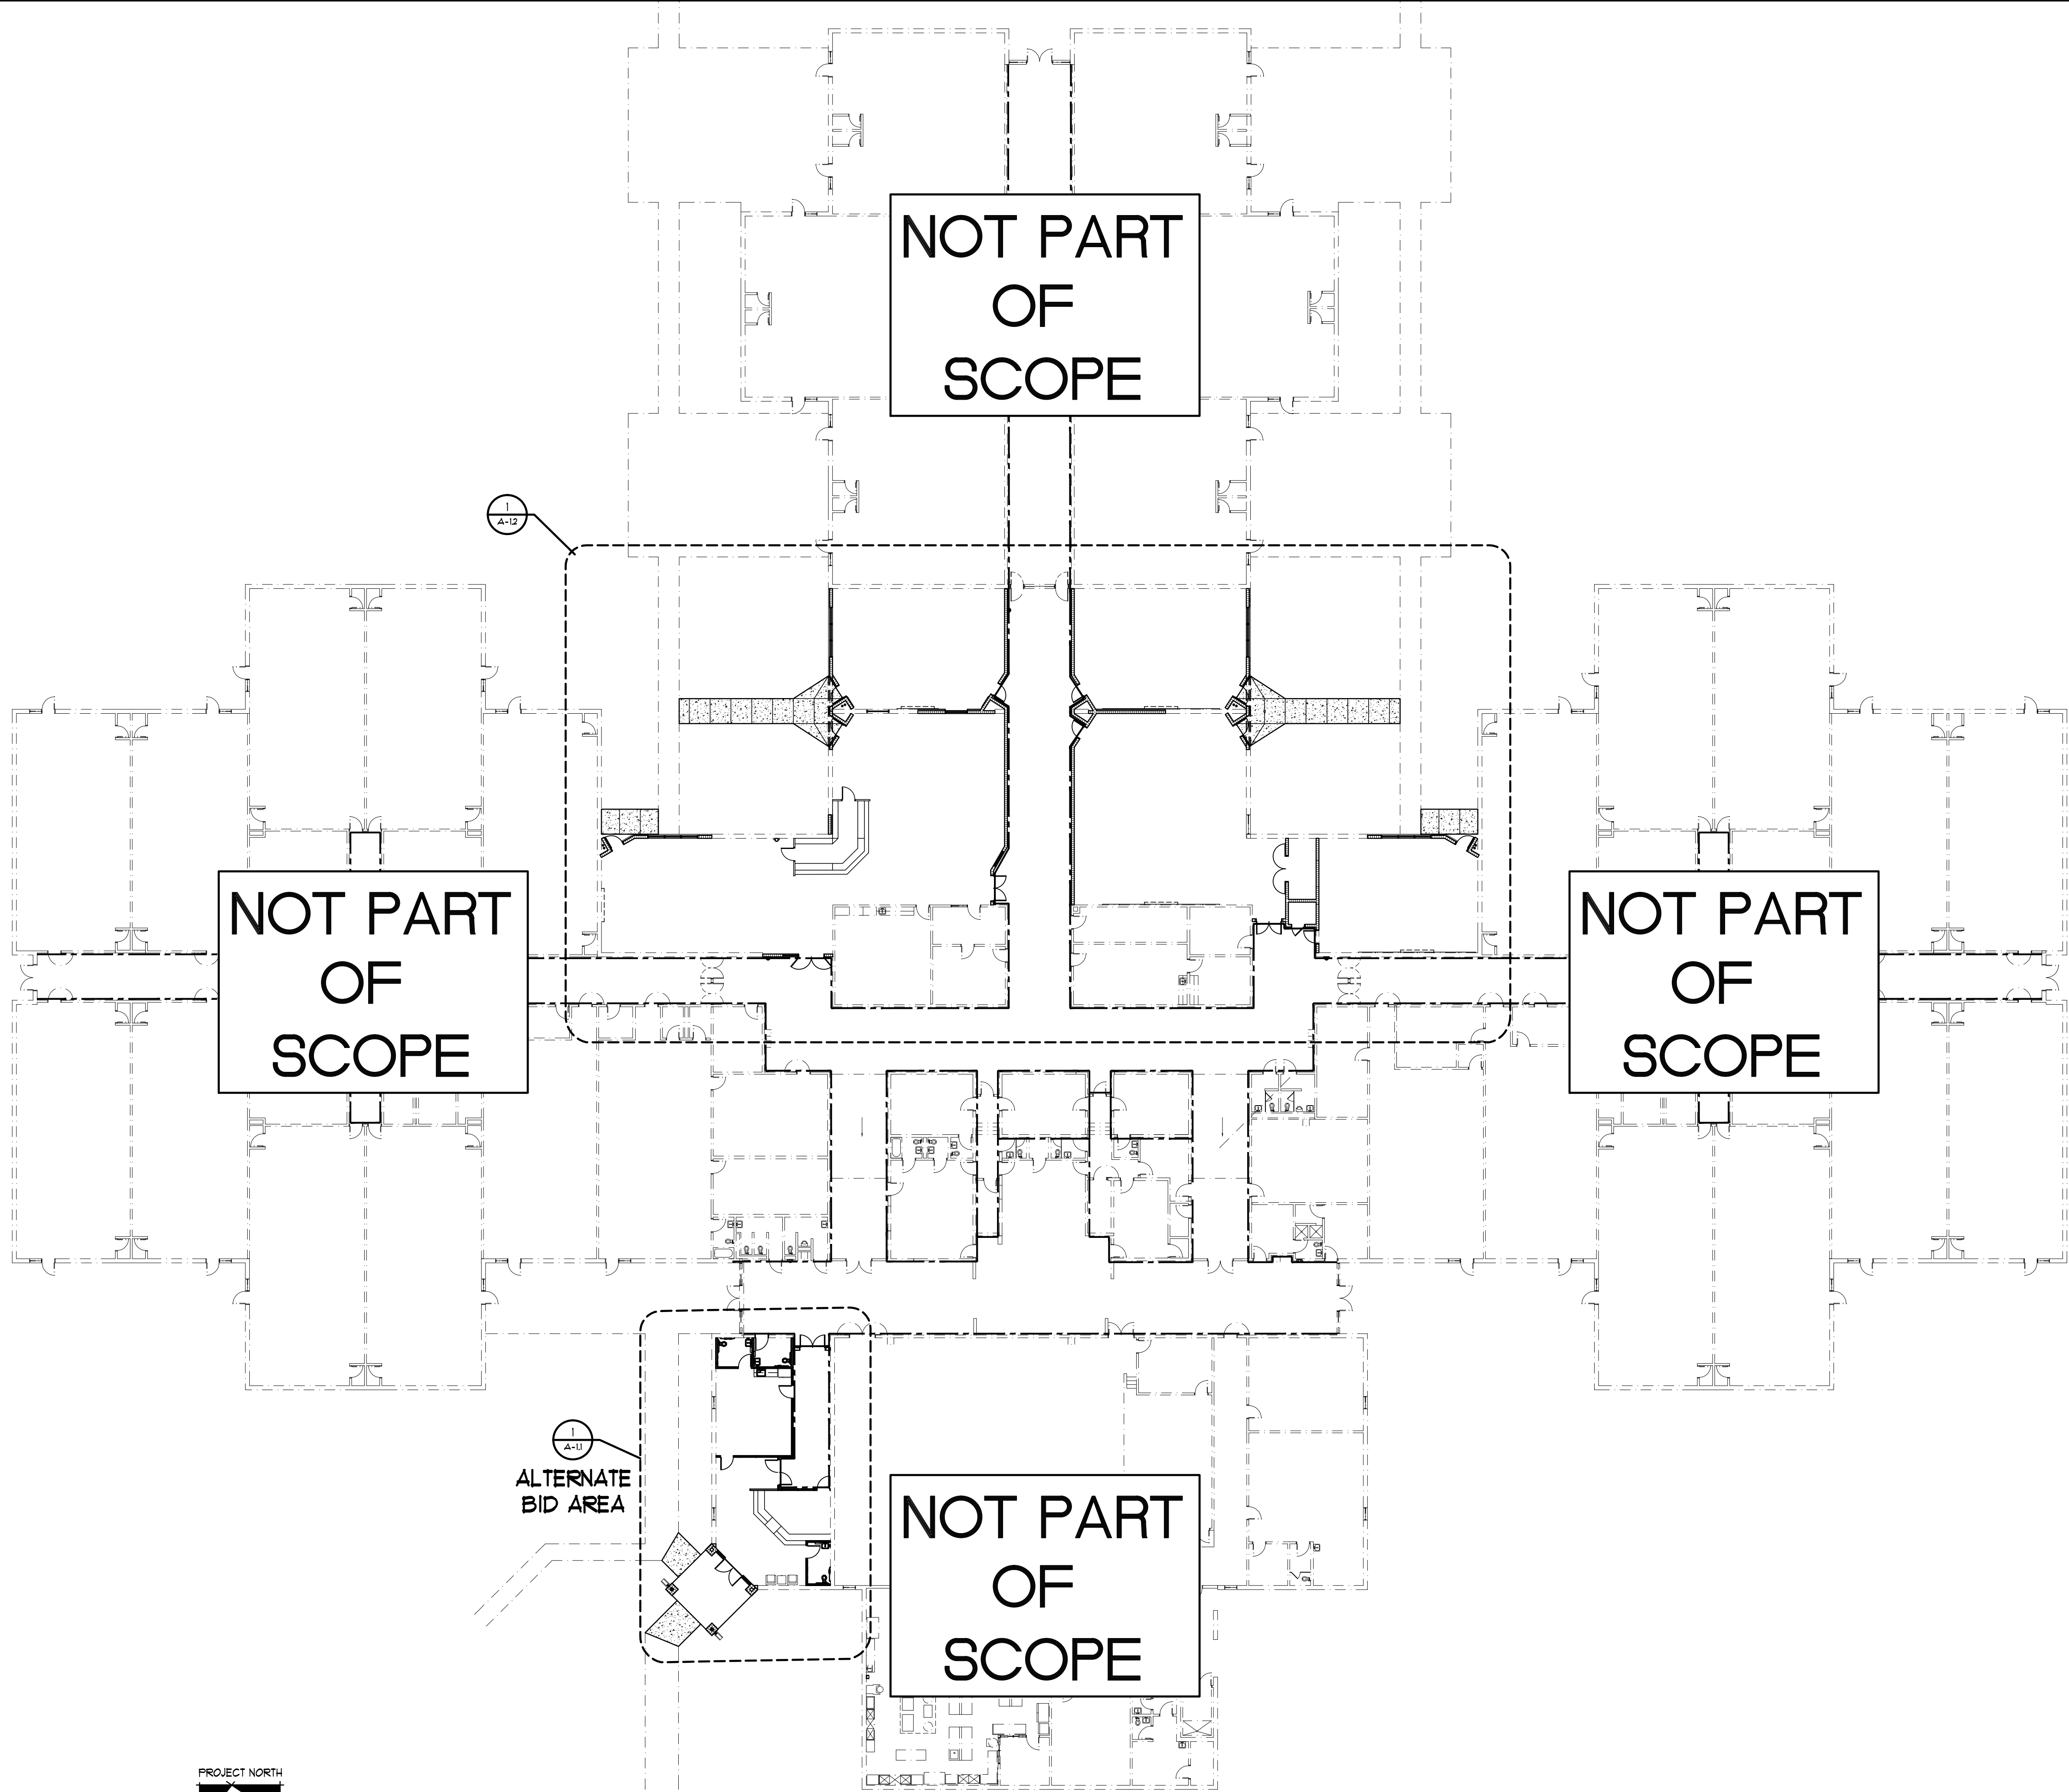 NOT PART
OF
SCOPE
1
A-1.2
NOT PART
OF
SCOPE
NOT PART
OF
SCOPE
1
A-1.1
ALTERNATE
BID AREA
NOT PART
OF
SCOPE
PROJECT NORTH